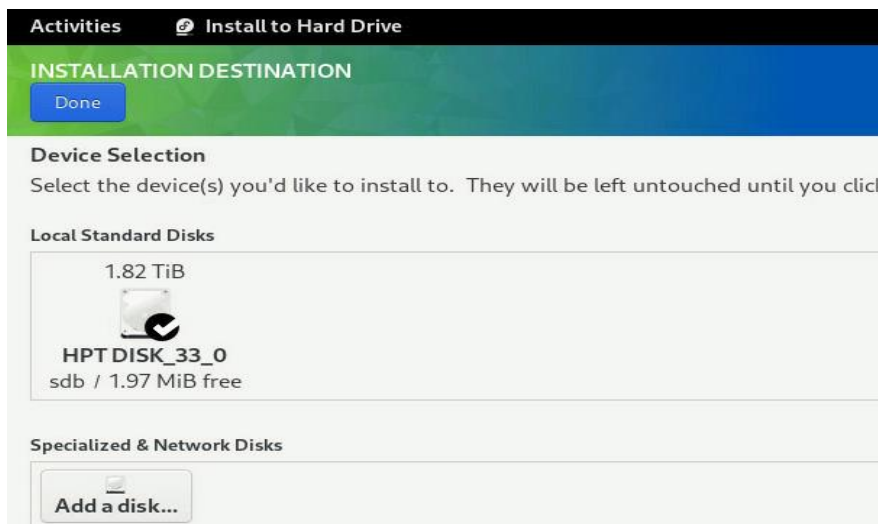 Activities Install to Hard Drive
INSTALLATION DESTINATION
Done
Device Selection
Select the device(s) you'd like to install to. They will be left untouched until you
Local Standard Disks
1.82 TiB
HPT DISK_33_0
sdb / 1.97 MiB free
Specialized & Network Disks
Add a disk...